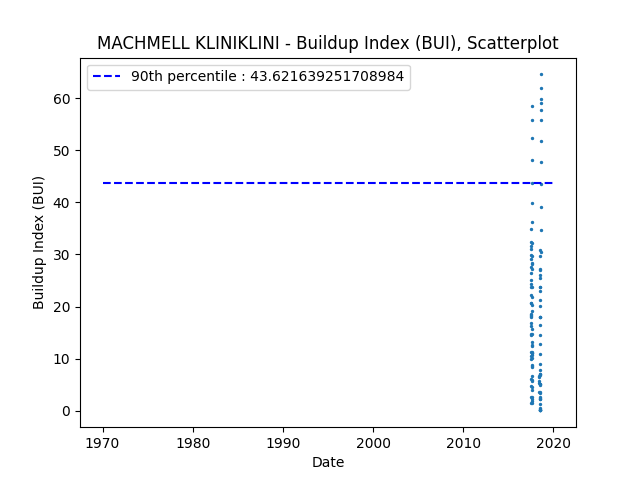 MACHMELL KLINIKLINI - Buildup Index (BUI), Scatterplot
90th percentile : 43.621639251708984
Buildup Index (BUI)
60
50
40
30
20
10
0
1970 1980 1990 2000 2010 2020
Date